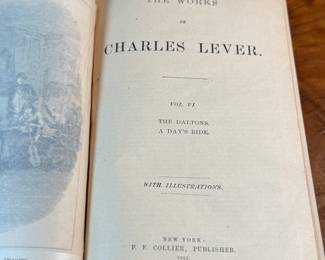 THE WORKS
OF
CHARLES LEVER.
VOL. VI
THE DALTONS.
A DAY'S RIDE.
WITH ILLUSTRATIONS.
NEW YORK:
P. F. COLLIER, PUBLISHER.